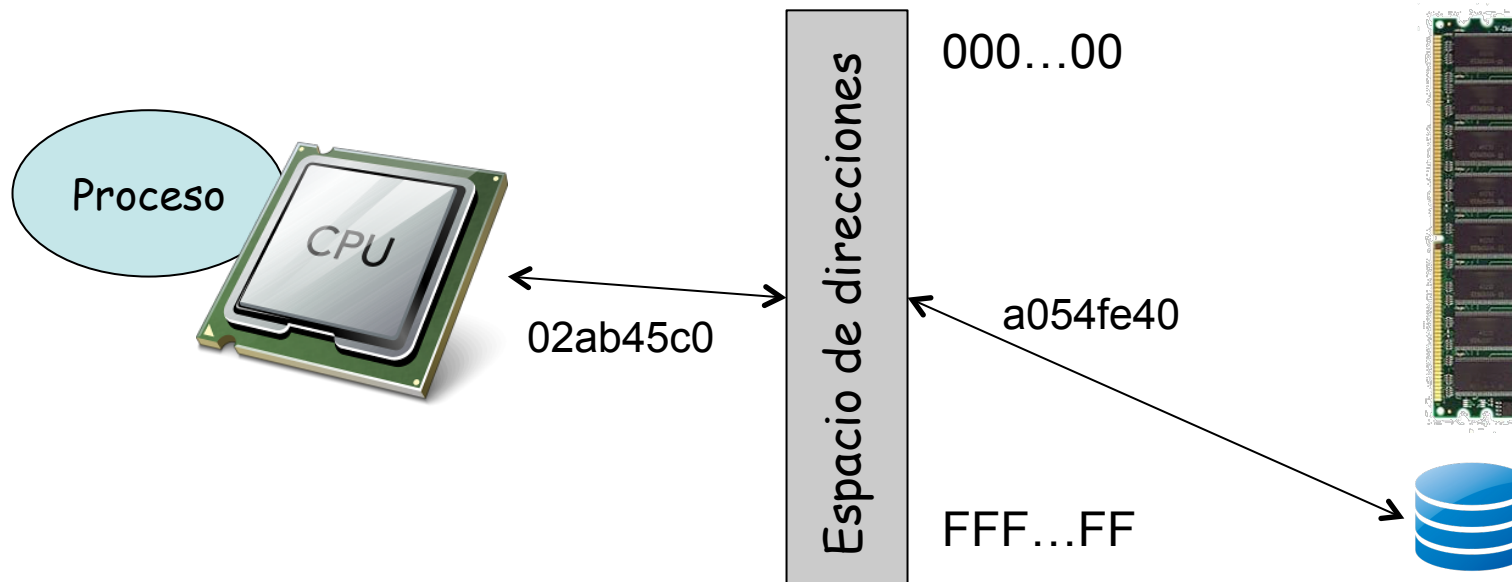 000…00
Proceso
CPU
02ab45c0
Espacio de direcciones
a054fe40
FFF…FF